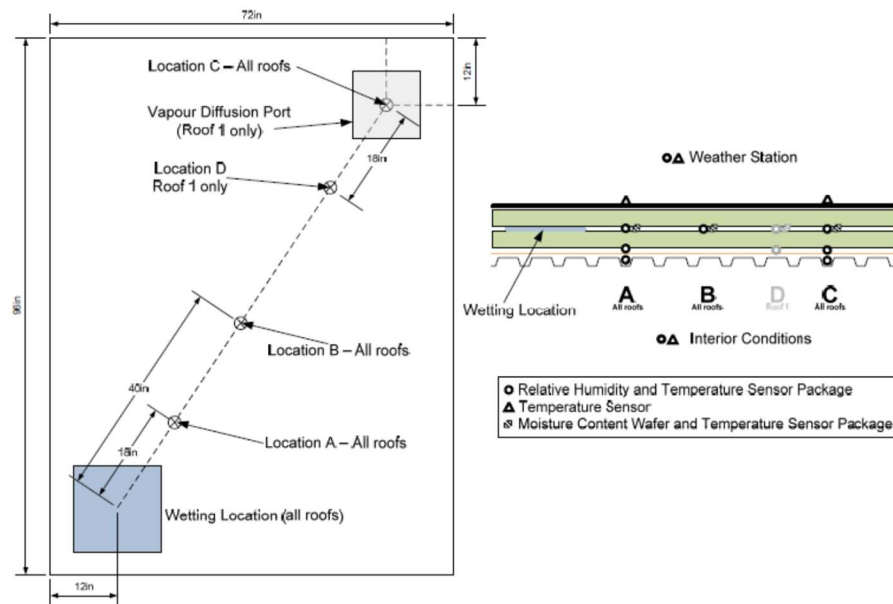 72in
Location C – All roofs
12in
Vapour Diffusion Port
(Roof 1 only)
18in
Location D
Roof 1 only
96in
Location B – All roofs
40in
18in
Location A – All roofs
Wetting Location (all roofs)
12in
Weather Station
A
All roofs
B
All roofs
D
Roof 1
C
All roofs
Wetting Location
Interior Conditions
Relative Humidity and Temperature Sensor Package
Temperature Sensor
Moisture Content Wafer and Temperature Sensor Package